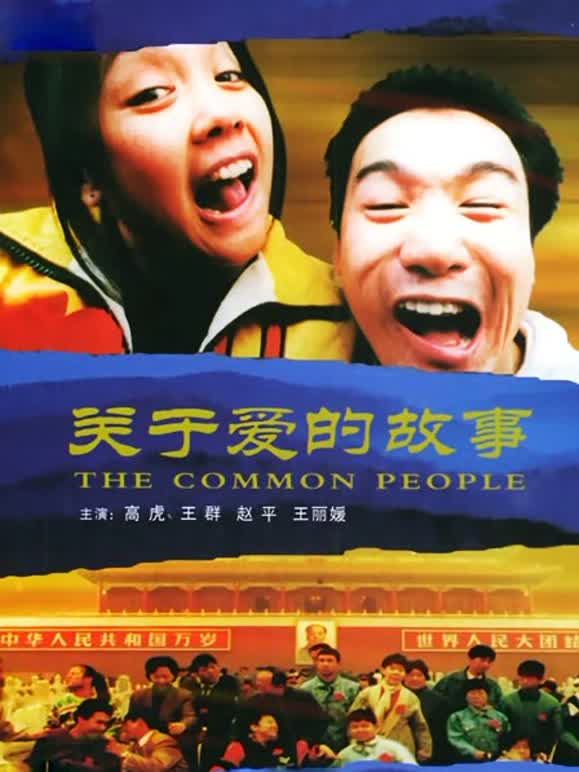 关于爱的故事
THE COMMON PEOPLE
主演: 高虎、王群 赵平 王丽媛
中华人民共和国万岁
世界人民大团结